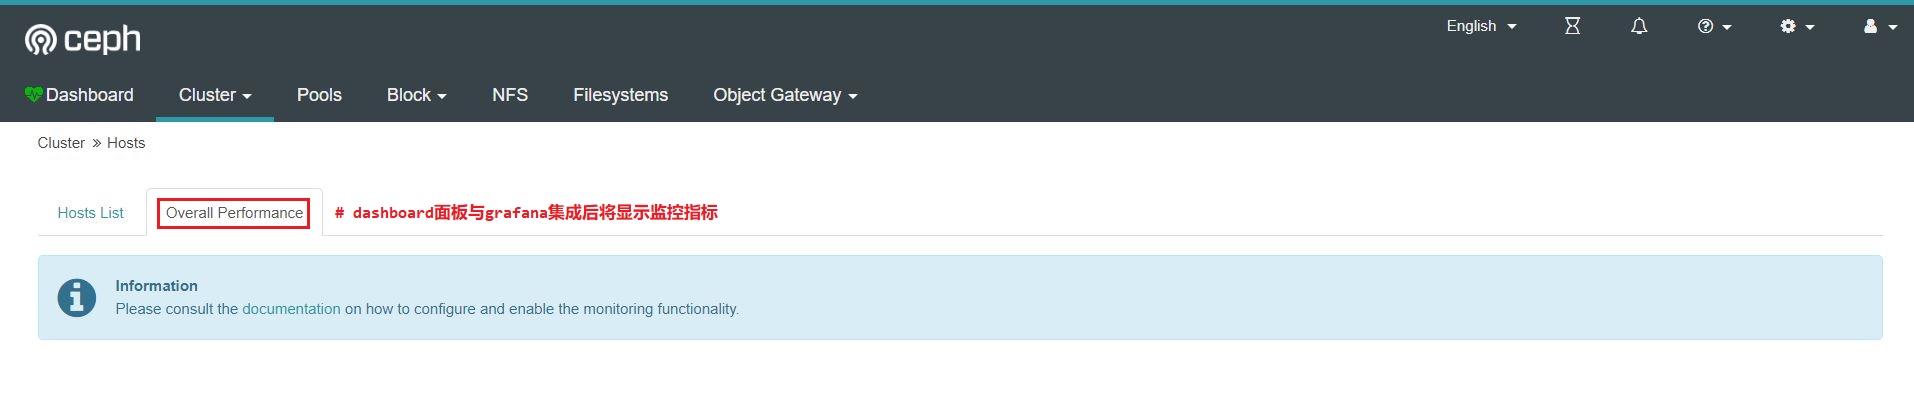 ceph
English
Dashboard Cluster Pools Block NFS Filesystems Object Gateway
Cluster » Hosts
Hosts List Overall Performance # dashboard面板与grafana集成后将显示监控指标
Information
Please consult the documentation on how to configure and enable the monitoring functionality.